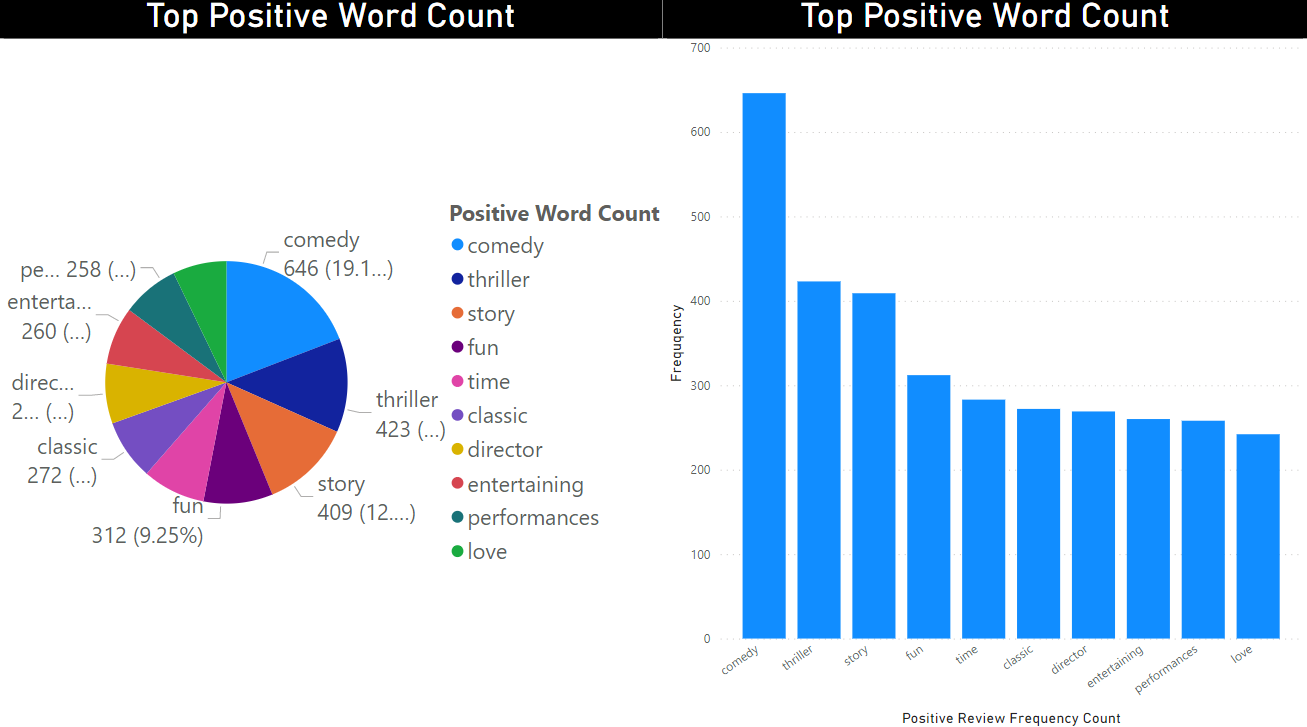 Top Positive Word Count
comedy
646 (19.1...)
thriller
423 (...)
story
409 (12....)
fun
312 (9.25%)
classic
272 (...)
direc...
2... (...)
enterta...
260 (...)
pe... 258 (...)
Positive Word Count
comedy
thriller
story
fun
time
classic
director
entertaining
performances
love
Top Positive Word Count
700
600
500
400
300
200
100
0
Frequqency
comedy
thriller
story
fun
time
classic
director
entertaining
performances
love
Positive Review Frequency Count